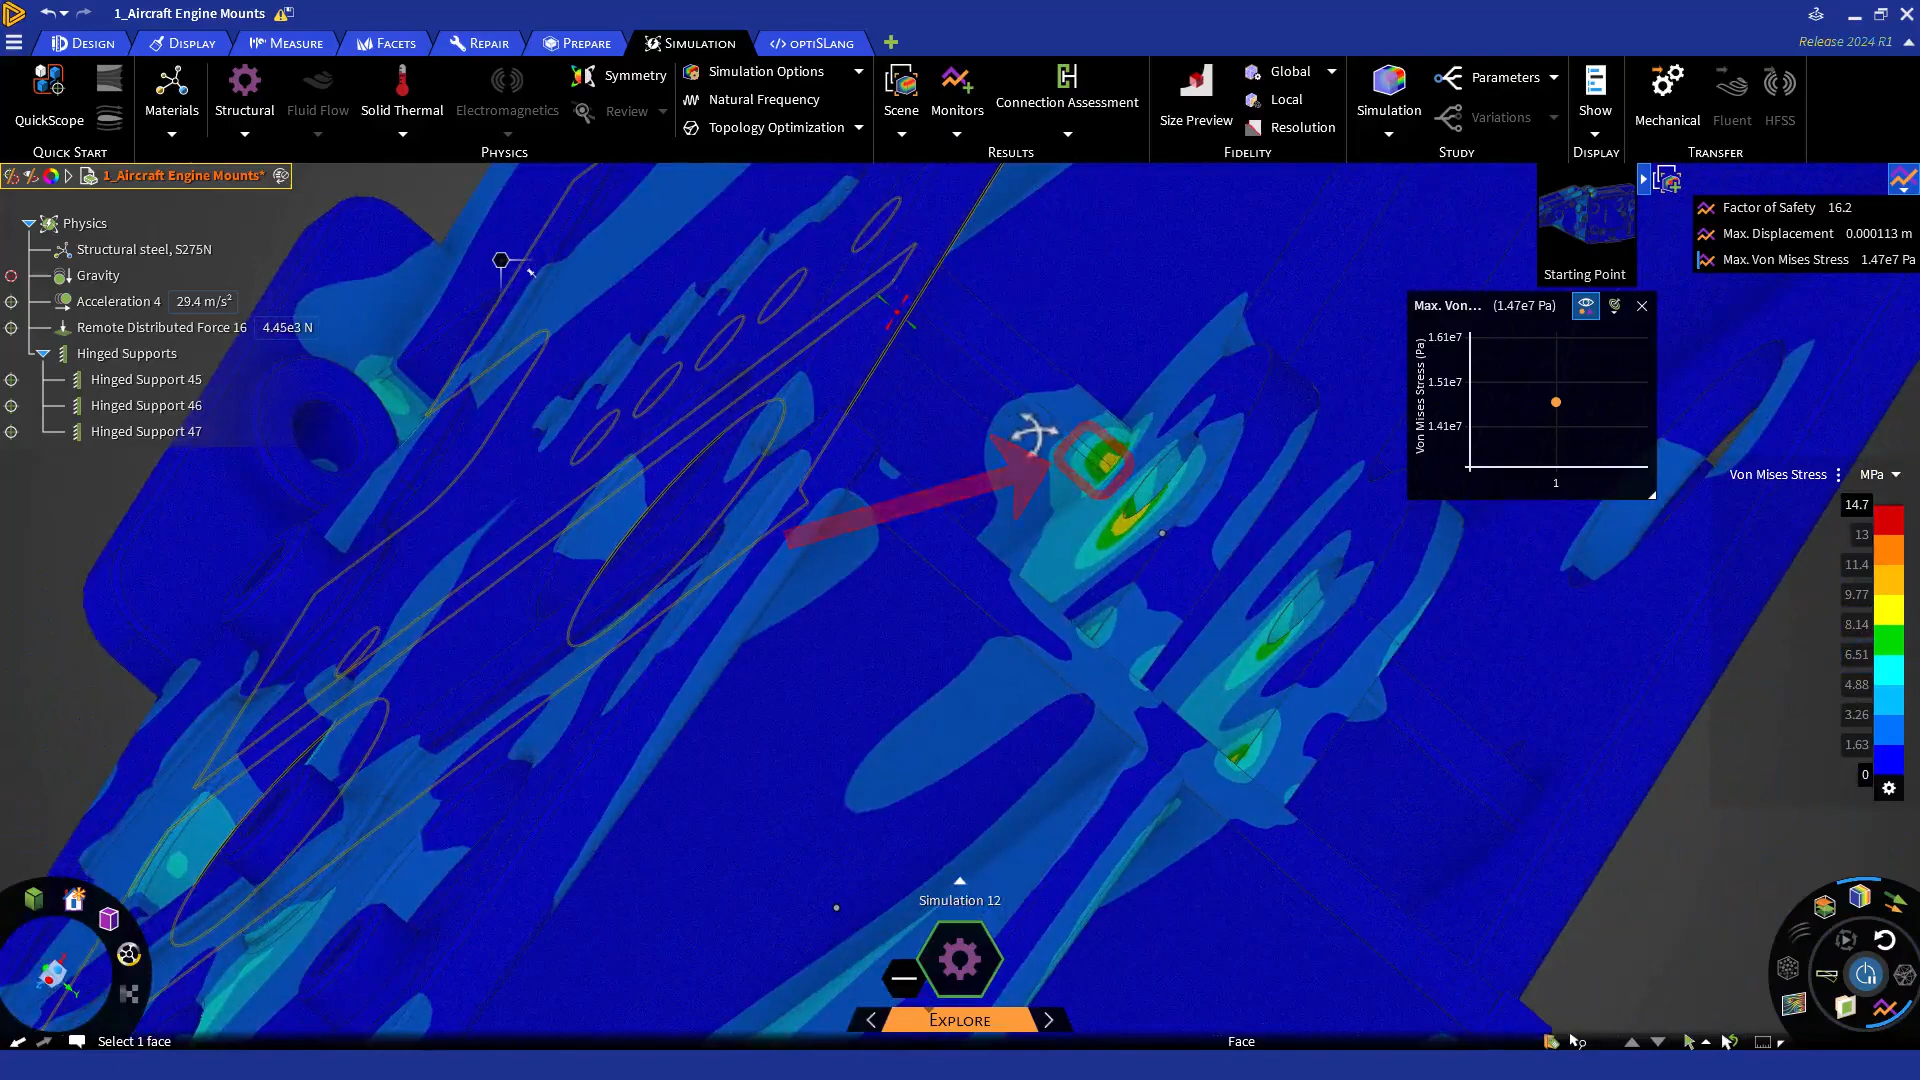 1_Aircraft Engine Mounts
DESIGN
DISPLAY
MEASURE
FACETS
REPAIR
PREPARE
SIMULATION
OPTISLANG
Release 2024 R1
QuickScope
Materials
Structural
Fluid Flow
Solid Thermal
Electromagnetics
Symmetry
Review
Simulation Options
Natural Frequency
Topology Optimization
Scene
Monitors
Connection Assessment
Size Preview
Global
Local
Resolution
Simulation
Parameters
Variations
Show
Mechanical
Fluent
HFSS
QUICK START
PHYSICS
RESULTS
FIDELITY
STUDY
DISPLAY
TRANSFER
1_Aircraft Engine Mounts*
Physics
Structural steel, S275N
Gravity
Acceleration 4 29.4 m/s²
Remote Distributed Force 16 4.45e3 N
Hinged Supports
Hinged Support 45
Hinged Support 46
Hinged Support 47
Starting Point
Factor of Safety 16.2
Max. Displacement 0.000113 m
Max. Von Mises Stress 1.47e7 Pa
Max. Von... (1.47e7 Pa)
Von Mises Stress (Pa)
1.61e7
1.51e7
1.41e7
1
Von Mises Stress MPa
14.7
13
11.4
9.77
8.14
6.51
4.88
3.26
1.63
0
Simulation 12
EXPLORE
Select 1 face
Face